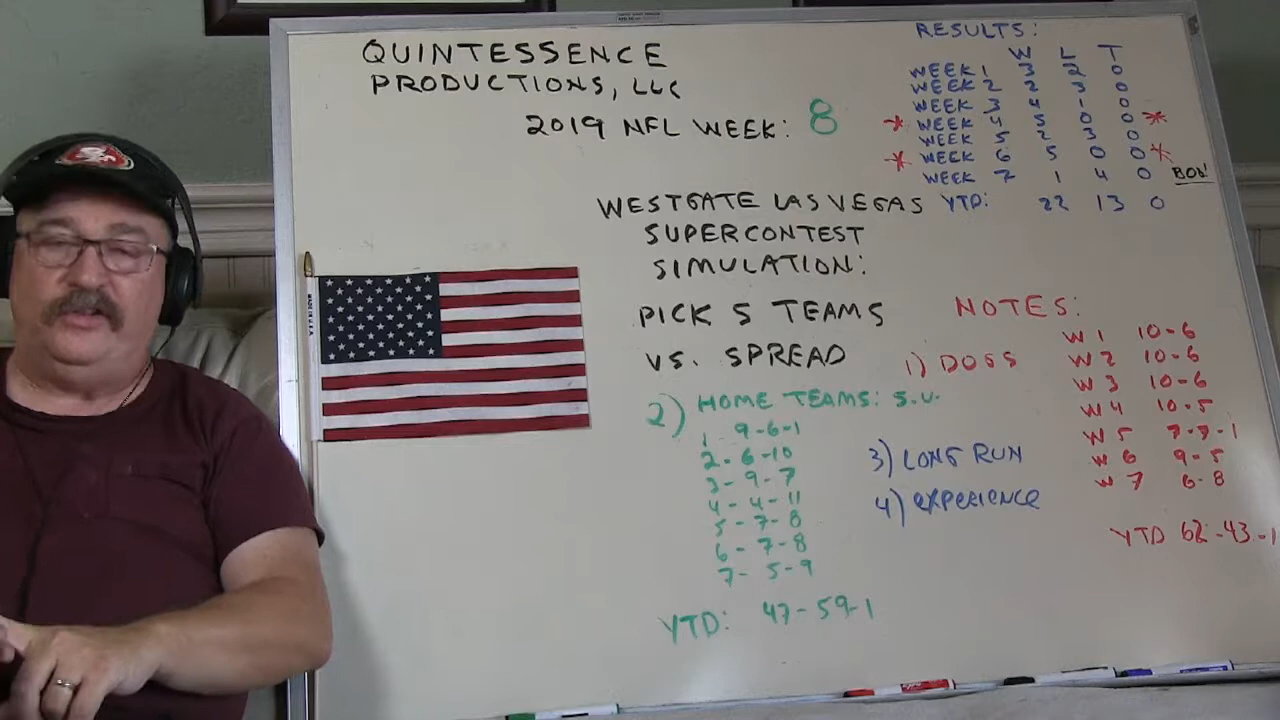 QUINTESSENCE
PRODUCTIONS, LLC
2019 NFL WEEK: 8
RESULTS:
W L T
WEEK 1 3 2 0
WEEK 2 2 3 0
WEEK 3 4 1 0
* WEEK 4 5 0 0 *
WEEK 5 2 3 0
* WEEK 6 5 0 0 *
WEEK 7 1 4 0 BOO!
YTD: 22 13 0
WESTGATE LAS VEGAS
SUPERCONTEST
SIMULATION:
PICK 5 TEAMS
VS. SPREAD
NOTES:
1) DOGS
W 1 10-6
W 2 10-6
W 3 10-6
W 4 10-5
W 5 7-7-1
W 6 9-5
W 7 6-8
YTD 62-43-1
2) HOME TEAMS: S.U.
1 9-6-1
2-6-10
3-9-7
4-4-11
5-7-8
6-7-8
7-5-9
YTD: 47-59-1
3) LONG RUN
4) EXPERIENCE